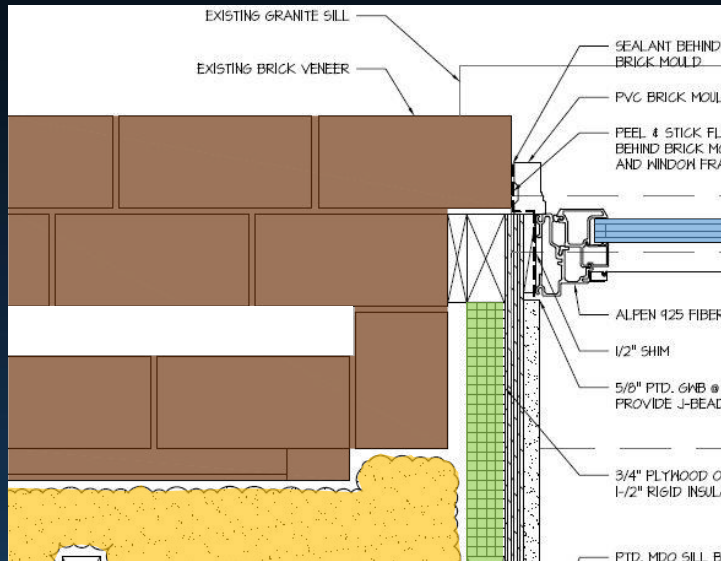 EXISTING GRANITE SILL
EXISTING BRICK VENEER
SEALANT BEHIND
BRICK MOULD
PVC BRICK MOUL
PEEL & STICK FL
BEHIND BRICK MO
AND WINDOW FRA
ALPEN 925 FIBER
1/2" SHIM
5/8" PTD. GWB @
PROVIDE J-BEAD
3/4" PLYWOOD O
1-1/2" RIGID INSUL
PTD. MDO SILL B